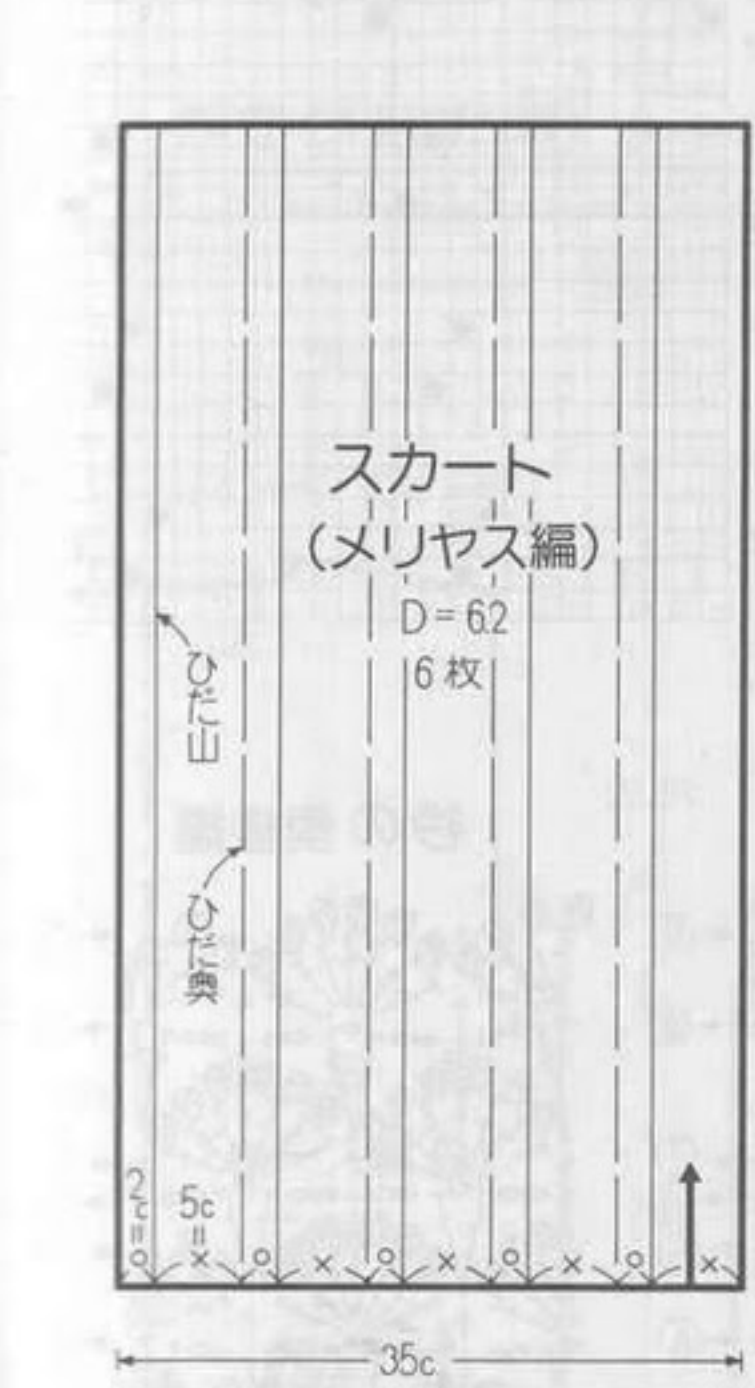 スカート
(メリヤス編)
D=6.2
6枚
ひだ山
ひだ奥
2c=○
5c=×
○ × ○ × ○ × ○ × ○ ×
35c